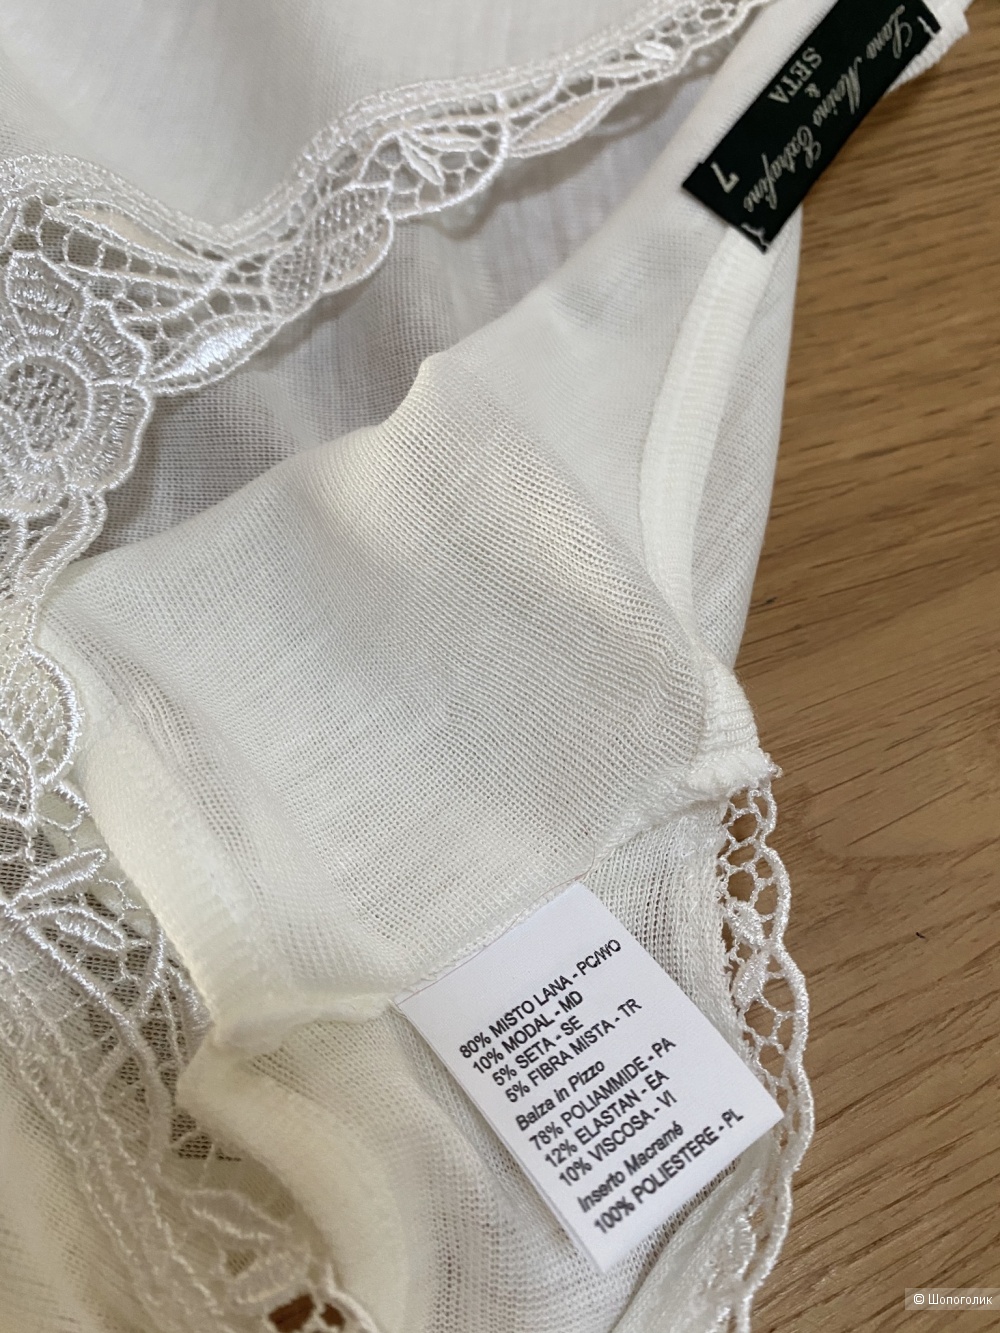 Lana Merino Extrafine
&
SETA
7
80% MISTO LANA - PC/WO
10% MODAL - MD
5% SETA - SE
5% FIBRA MISTA - TR
Balza in Pizzo
78% POLIAMMIDE - PA
12% ELASTAN - EA
10% VISCOSA - VI
Inserto Macramé
100% POLIESTERE - PL
© Шопоголик